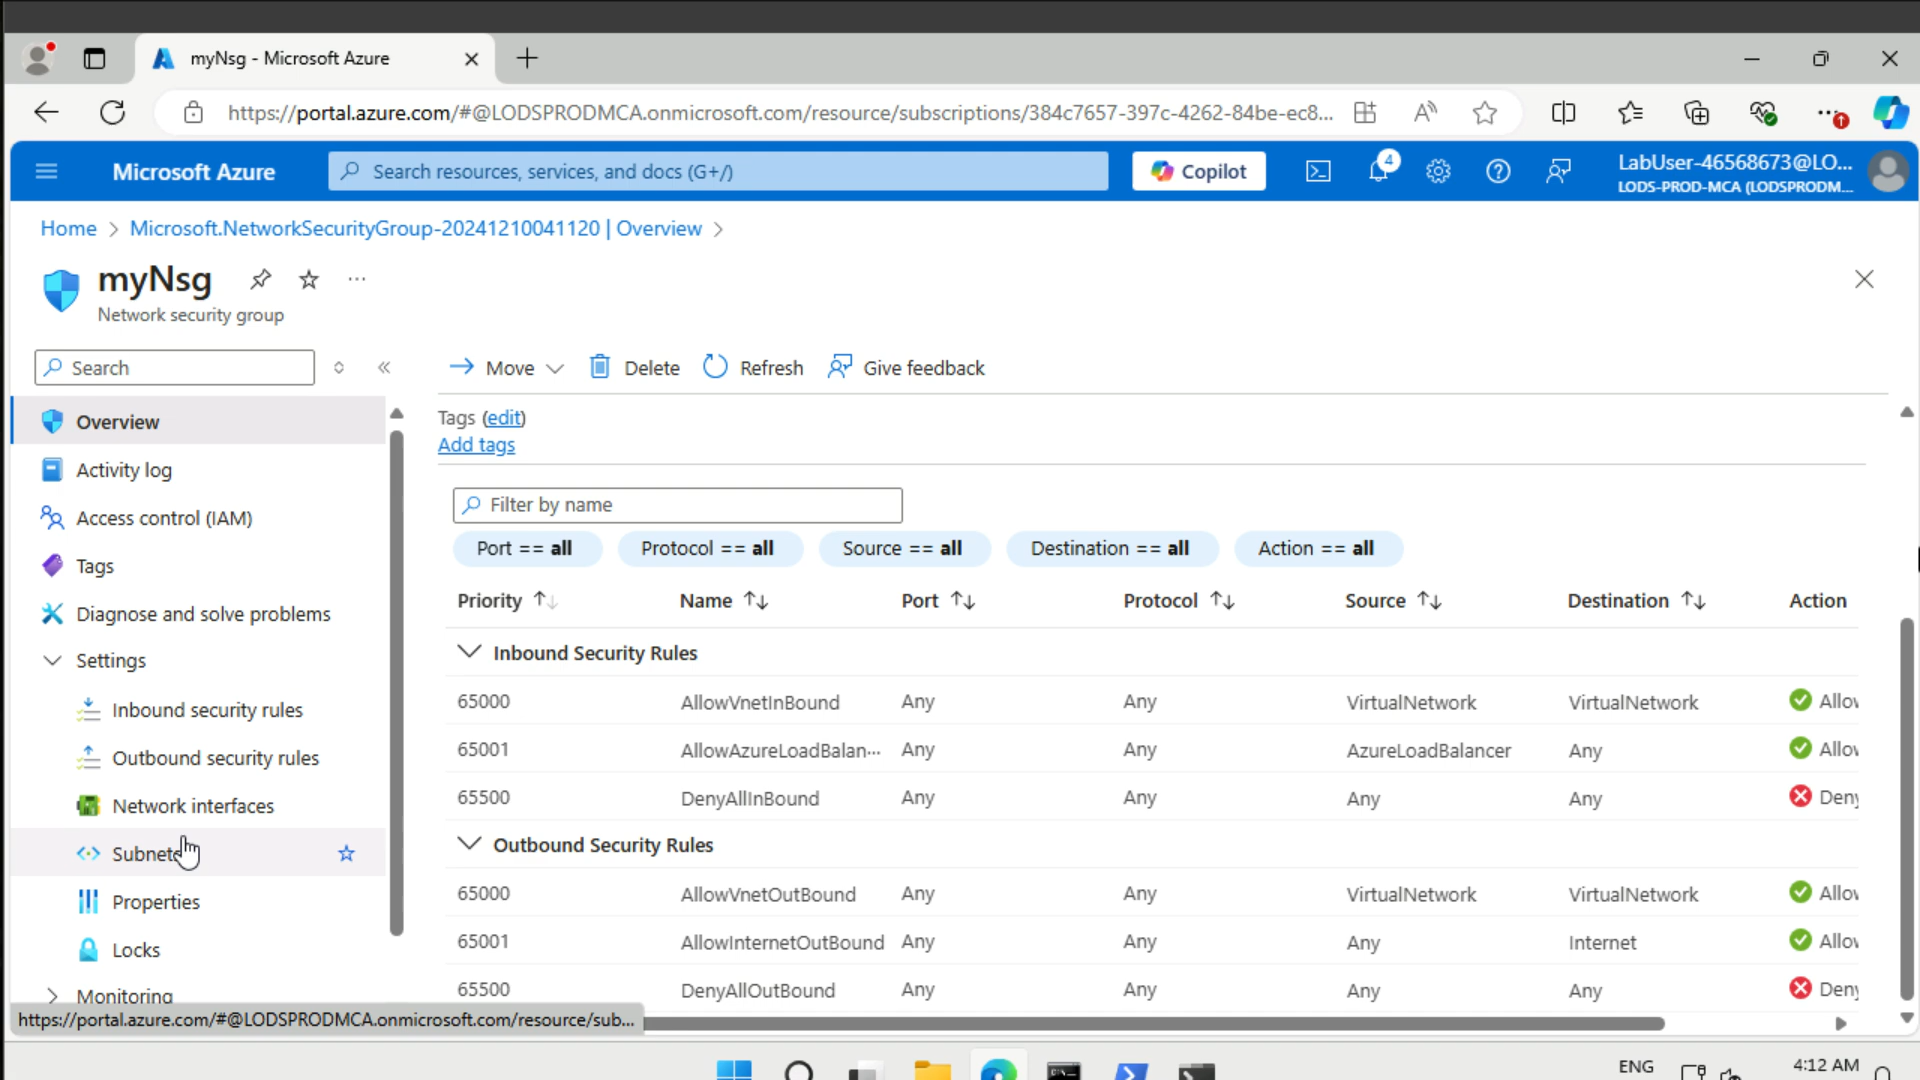 myNsg - Microsoft Azure
https://portal.azure.com/#@LODSPRODMCA.onmicrosoft.com/resource/subscriptions/384c7657-397c-4262-84be-ec8...
Microsoft Azure
Search resources, services, and docs (G+/)
Copilot
4
LabUser-46568673@LO...
LODS-PROD-MCA (LODSPRODM...
Home > Microsoft.NetworkSecurityGroup-20241210041120 | Overview >
myNsg
Network security group
Search
Move
Delete
Refresh
Give feedback
Overview
Activity log
Access control (IAM)
Tags
Diagnose and solve problems
Settings
Inbound security rules
Outbound security rules
Network interfaces
Subnets
Properties
Locks
Monitoring
https://portal.azure.com/#@LODSPRODMCA.onmicrosoft.com/resource/sub...
Tags (edit)
Add tags
Filter by name
Port == all Protocol == all Source == all Destination == all Action == all
Priority Name Port Protocol Source Destination Action
Inbound Security Rules
65000 AllowVnetInBound Any Any VirtualNetwork VirtualNetwork Allow
65001 AllowAzureLoadBalan··· Any Any AzureLoadBalancer Any Allow
65500 DenyAllInBound Any Any Any Any Deny
Outbound Security Rules
65000 AllowVnetOutBound Any Any VirtualNetwork VirtualNetwork Allow
65001 AllowInternetOutBound Any Any Any Internet Allow
65500 DenyAllOutBound Any Any Any Any Deny
ENG
4:12 AM